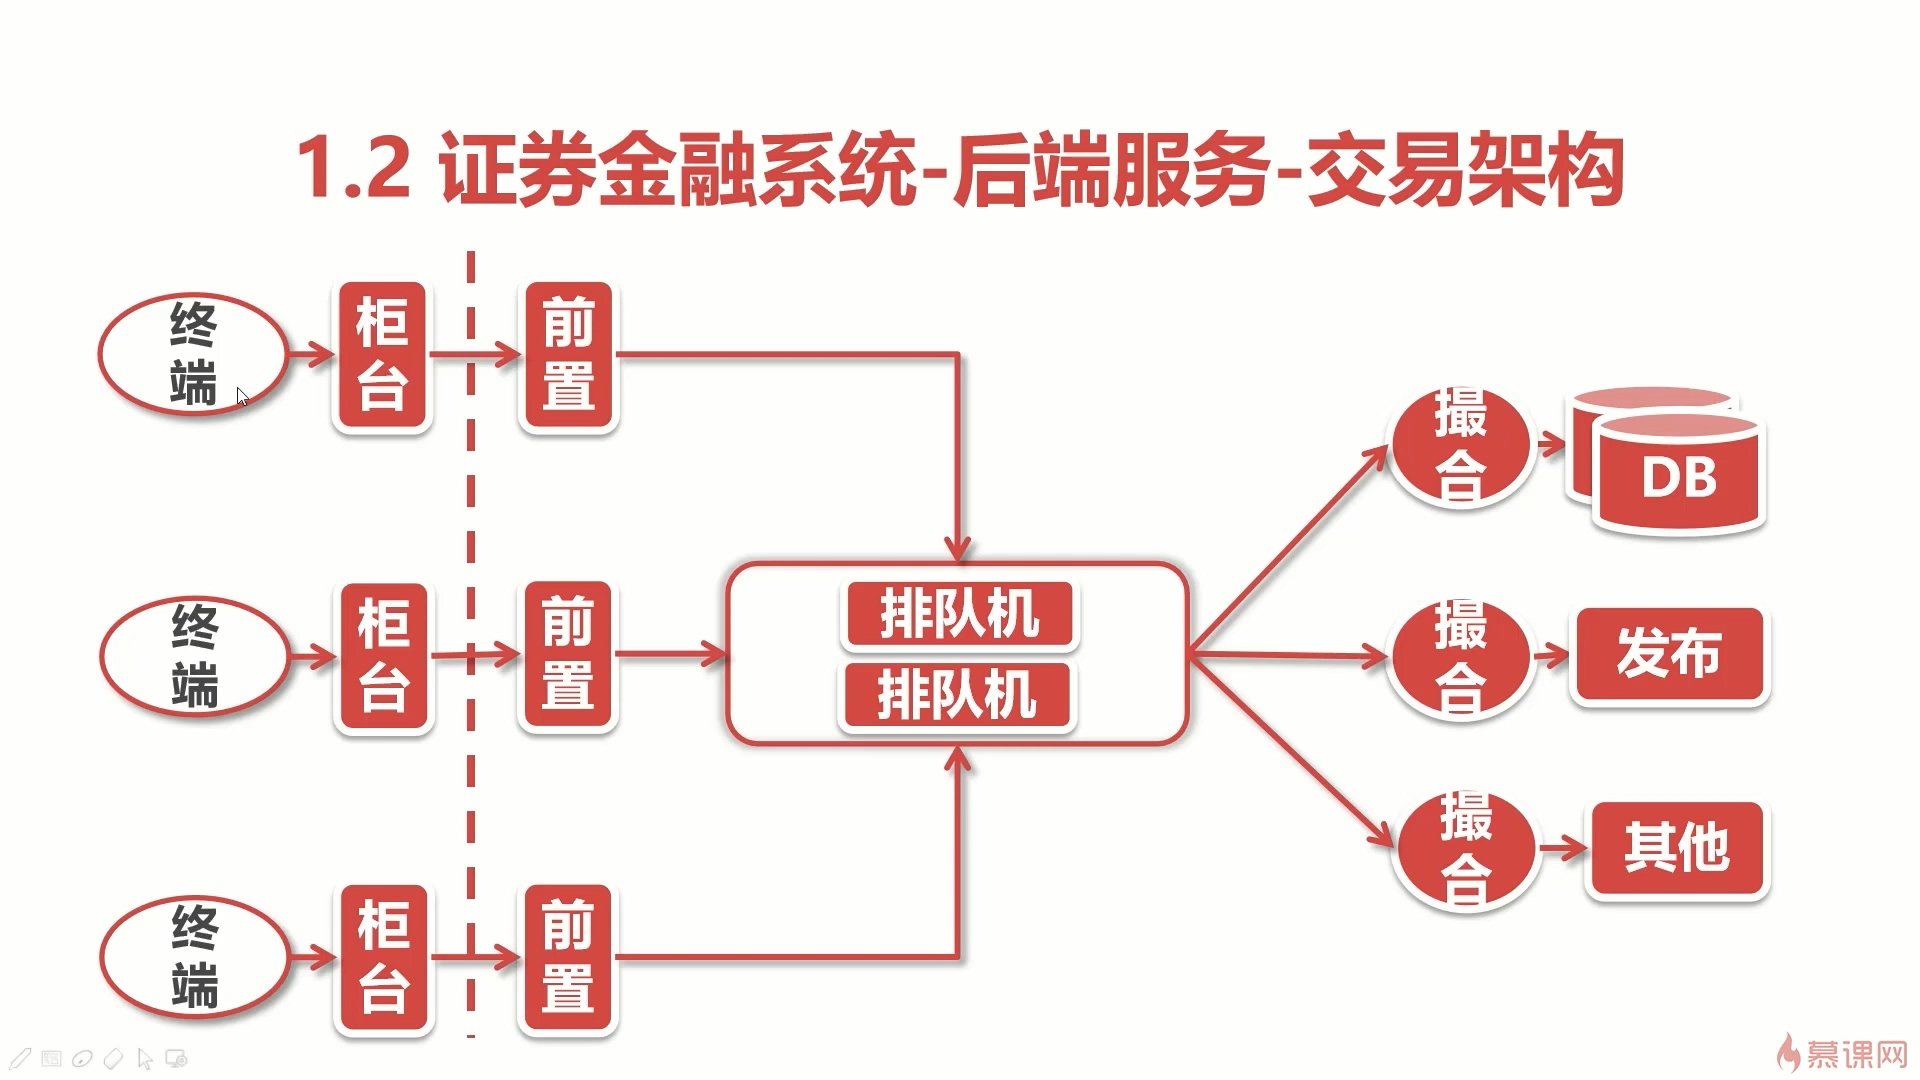 1.2 证券金融系统-后端服务-交易架构
终
端
柜
台
前
置
终
端
柜
台
前
置
终
端
柜
台
前
置
排队机
排队机
撮
合
DB
撮
合
发布
撮
合
其他
慕课网